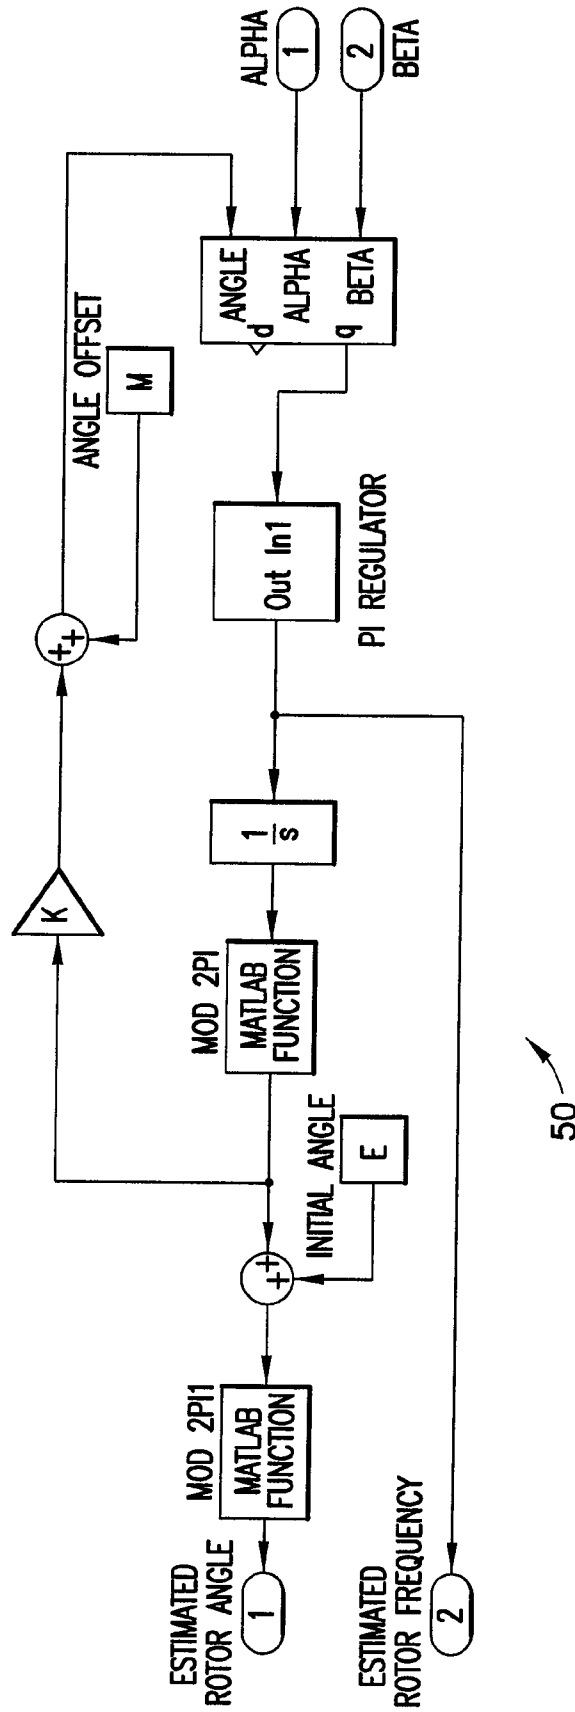 ALPHA
1
2
BETA
ANGLE
ALPHA
BETA
d
q
ANGLE OFFSET
M
++
Out In1
PI REGULATOR
K
1
s
MOD 2PI
MATLAB
FUNCTION
INITIAL ANGLE
E
++
MOD 2PI1
MATLAB
FUNCTION
ESTIMATED
ROTOR ANGLE
1
ESTIMATED
ROTOR FREQUENCY
2
50